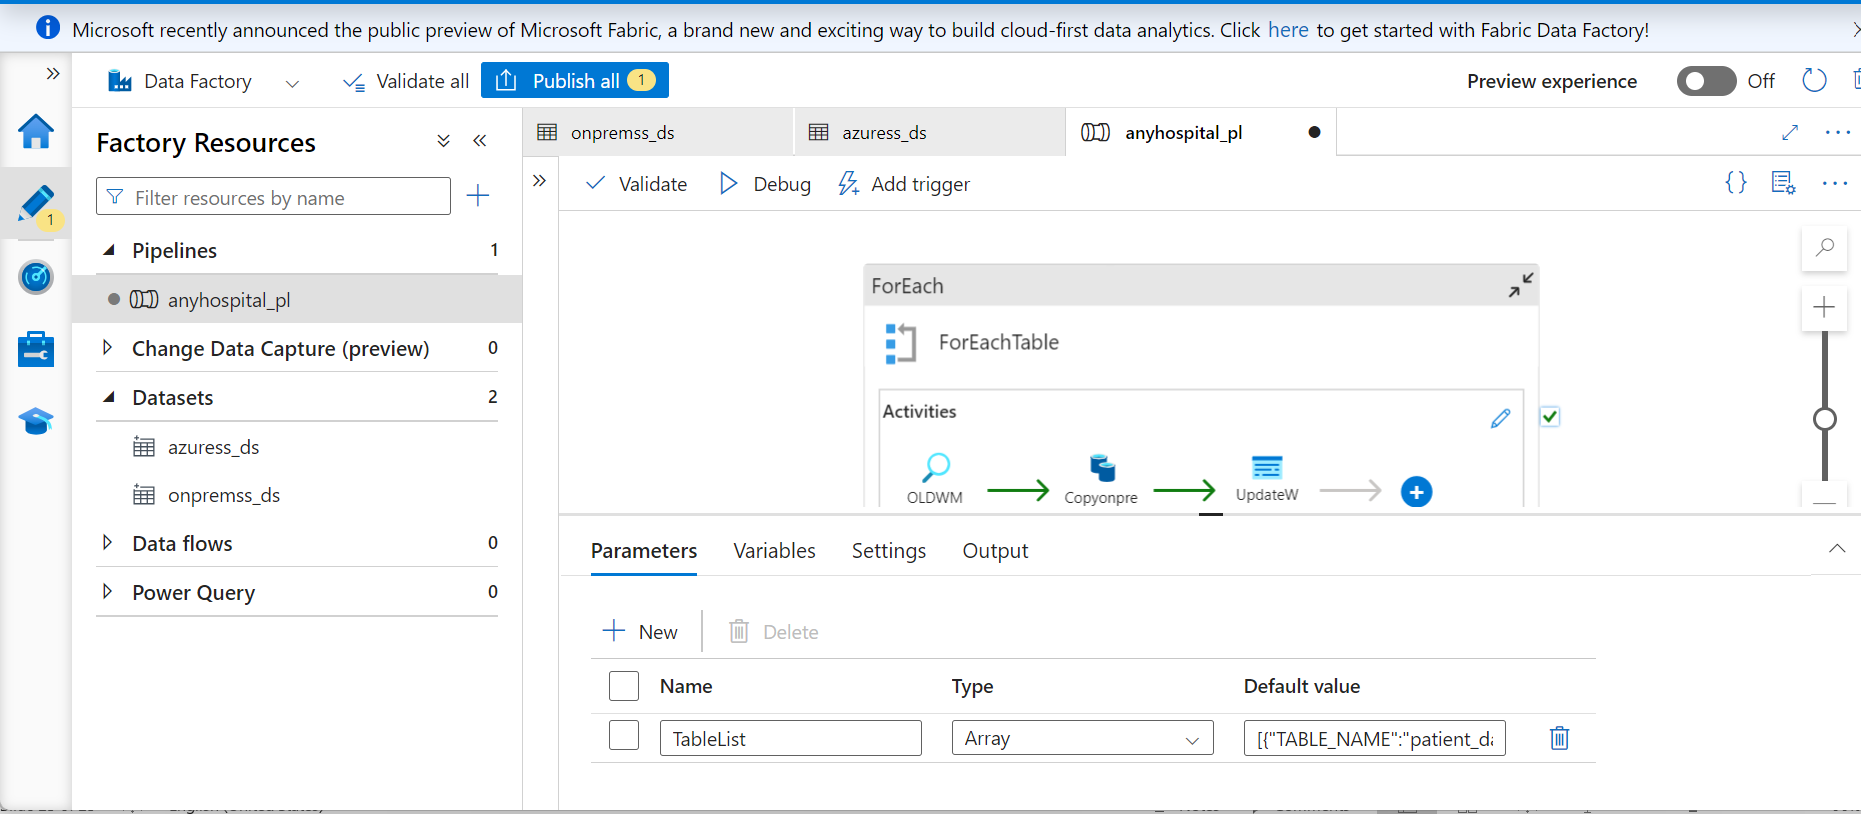 Microsoft recently announced the public preview of Microsoft Fabric, a brand new and exciting way to build cloud-first data analytics. Click here to get started with Fabric Data Factory!
Data Factory
Validate all
Publish all 1
Preview experience
Off
Factory Resources
Filter resources by name
1
Pipelines 1
anyhospital_pl
Change Data Capture (preview) 0
Datasets 2
azuress_ds
onpremss_ds
Data flows 0
Power Query 0
onpremss_ds
azuress_ds
anyhospital_pl
Validate
Debug
Add trigger
ForEach
ForEachTable
Activities
OLDWM
Copyonpre
UpdateW
Parameters
Variables
Settings
Output
New
Delete
Name Type Default value
TableList Array [{"TABLE_NAME":"patient_da